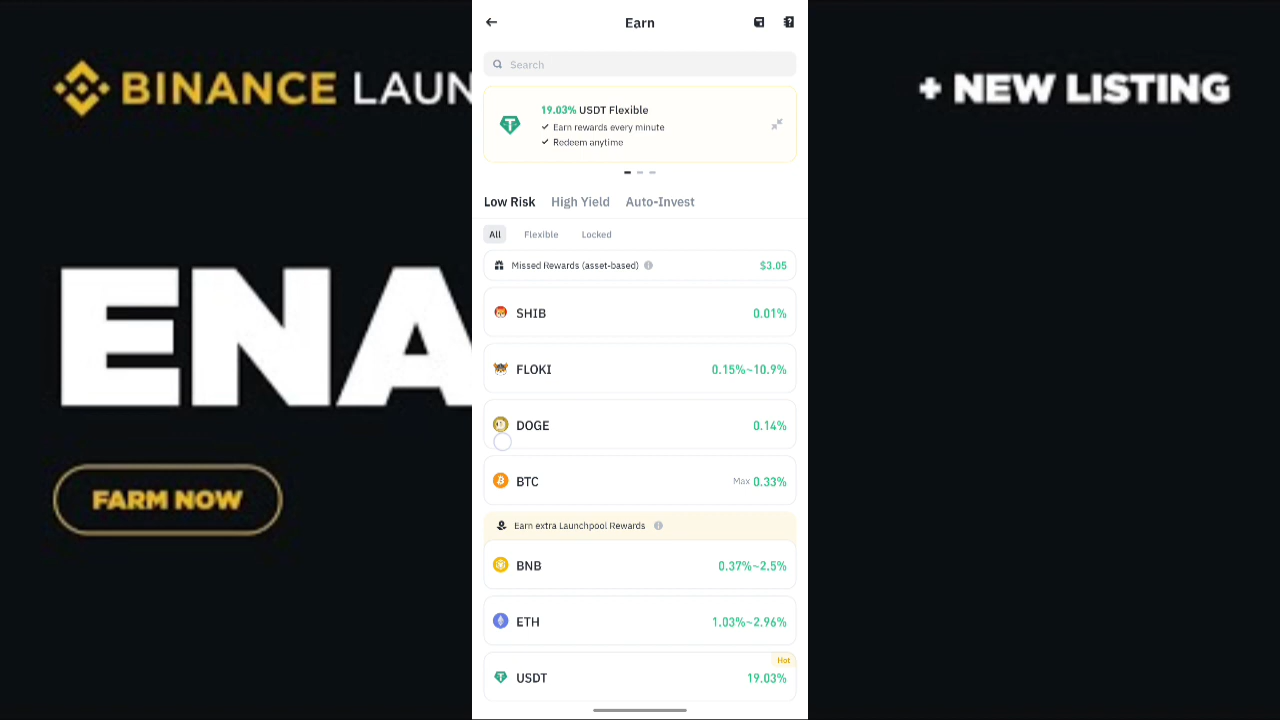 BINANCE LAUN
+ NEW LISTING
ENA
FARM NOW
Earn
Search
19.03% USDT Flexible
Earn rewards every minute
Redeem anytime
Low Risk High Yield Auto-Invest
All Flexible Locked
Missed Rewards (asset-based) $3.05
SHIB 0.01%
FLOKI 0.15%~10.9%
DOGE 0.14%
BTC Max 0.33%
Earn extra Launchpool Rewards
BNB 0.37%~2.5%
ETH 1.03%~2.96%
Hot
USDT 19.03%